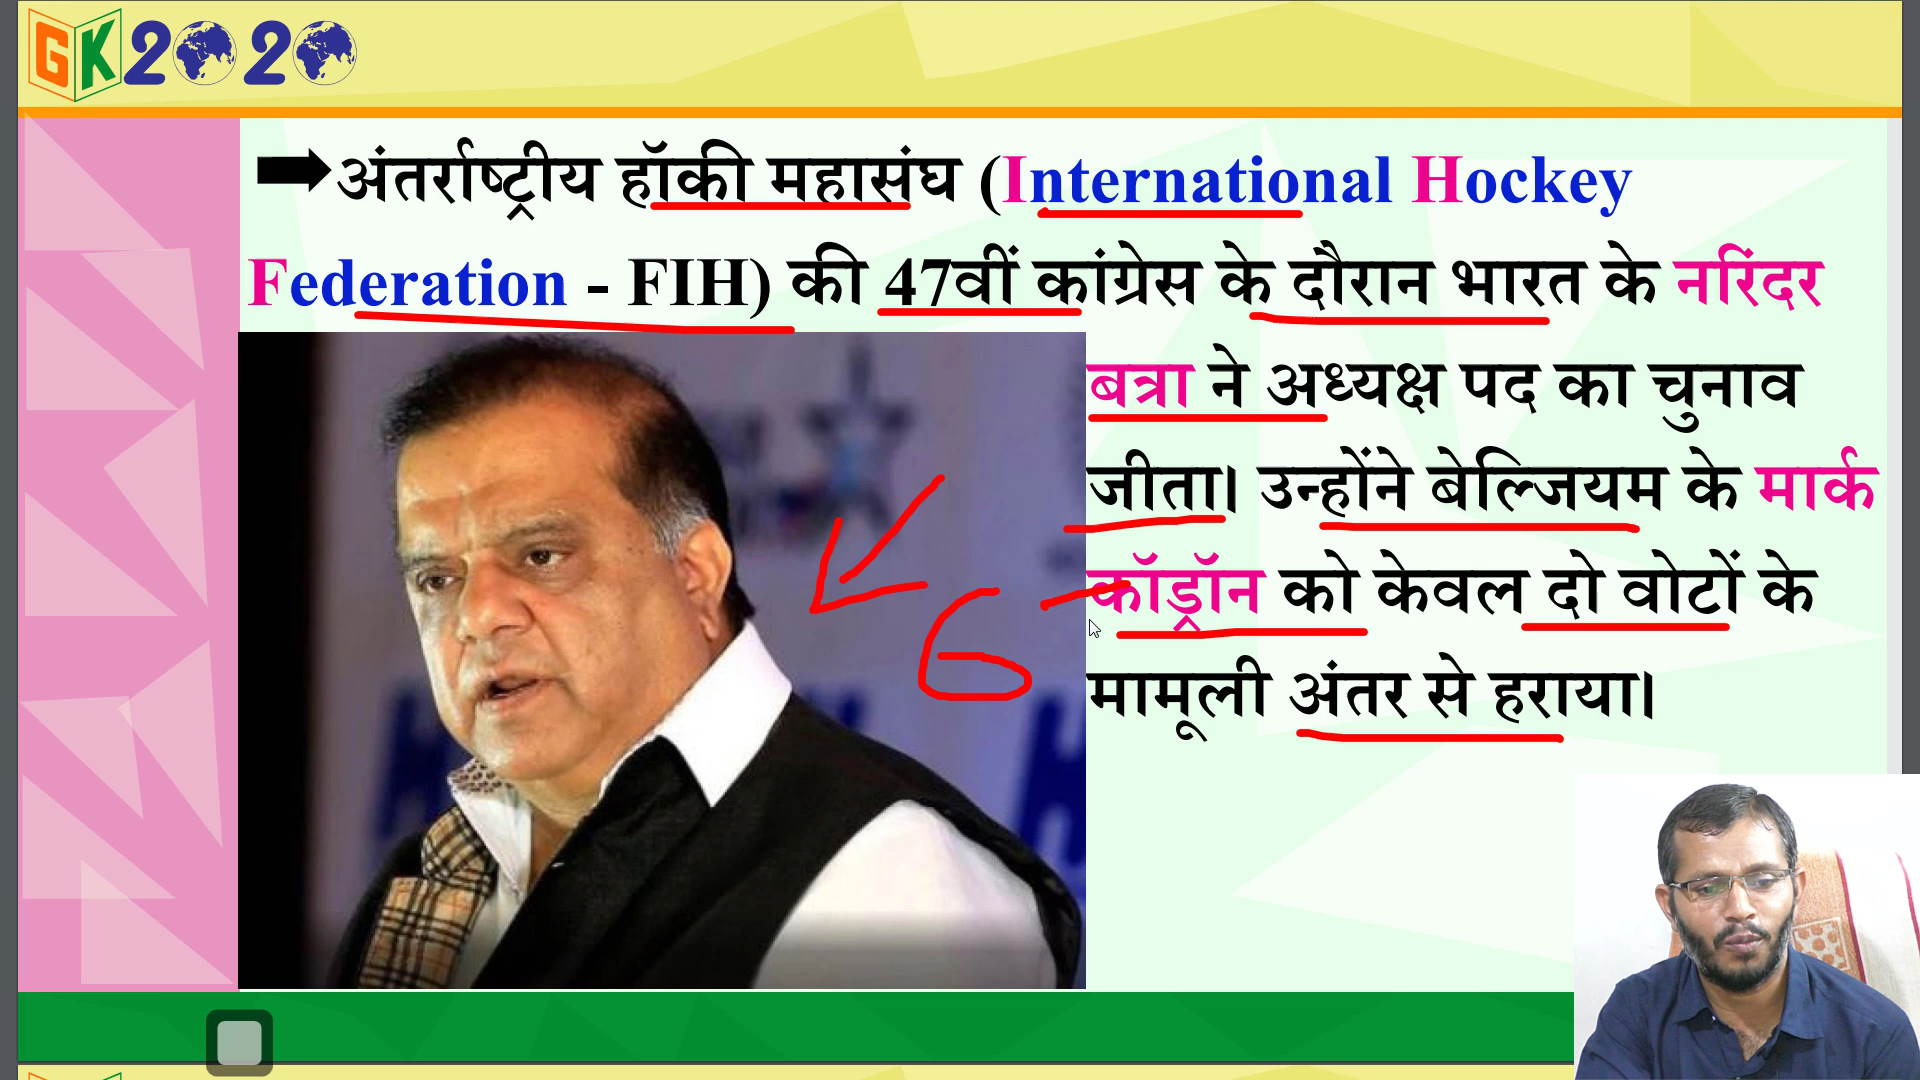 GK2020
अंतर्राष्ट्रीय हॉकी महासंघ (International Hockey
Federation - FIH) की 47वीं कांग्रेस के दौरान भारत के नरिंदर
बत्रा ने अध्यक्ष पद का चुनाव
जीता। उन्होंने बेल्जियम के मार्क
कॉड्रॉन को केवल दो वोटों के
मामूली अंतर से हराया।